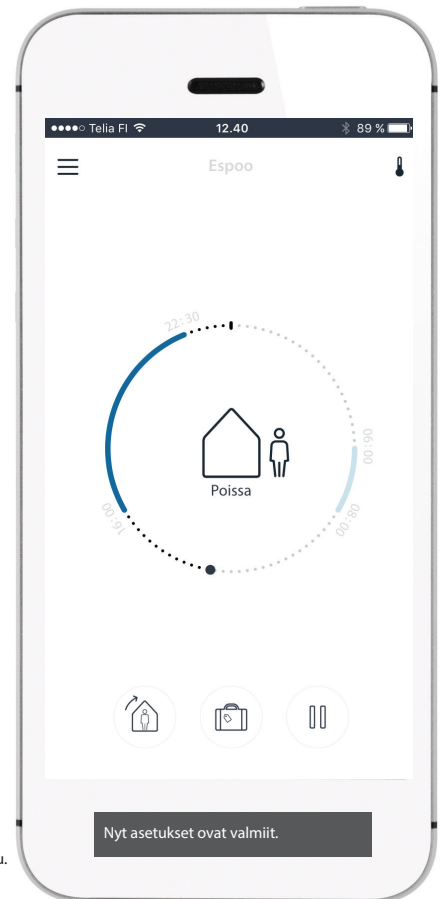 Telia FI 12.40 89 %
Espoo
22:30
06:00
Poissa
16:00
08:00
Nyt asetukset ovat valmiit.
u.